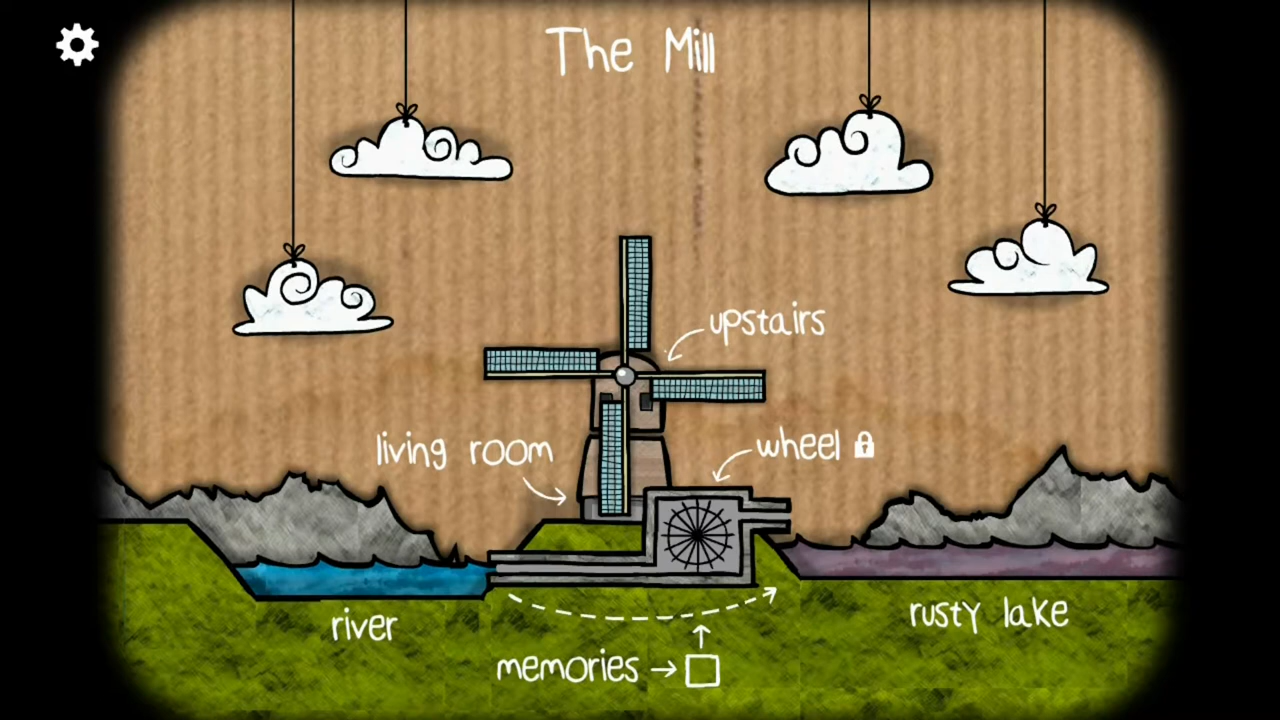 The Mill
upstairs
living room
wheel
river
rusty lake
memories